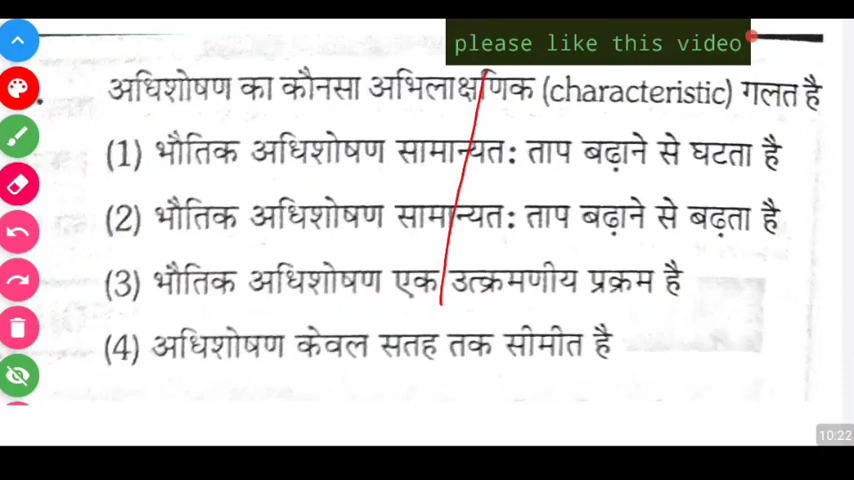 please like this video
अधिशोषण का कौनसा अभिलाक्षणिक (characteristic) गलत है
(1) भौतिक अधिशोषण सामान्यत: ताप बढ़ाने से घटता है
(2) भौतिक अधिशोषण सामान्यत: ताप बढ़ाने से बढ़ता है
(3) भौतिक अधिशोषण एक उत्क्रमणीय प्रक्रम है
(4) अधिशोषण केवल सतह तक सीमीत है
10:22